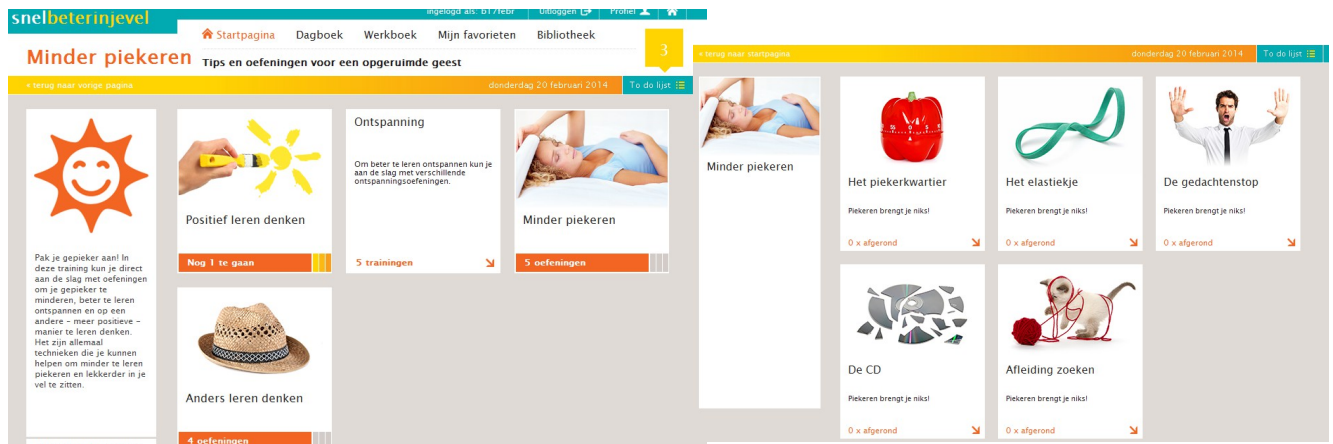 snelbeterinjevel
ingelogd als: b17febr
Uitloggen
Profiel
Startpagina
Dagboek
Werkboek
Mijn favorieten
Bibliotheek
Minder piekeren
Tips en oefeningen voor een opgeruimde geest
3
< terug naar vorige pagina
donderdag 20 februari 2014
To do lijst
Pak je gepieker aan! In
deze training kun je direct
aan de slag met oefeningen
om je gepieker te
minderen, beter te leren
ontspannen en op een
andere – meer positieve –
manier te leren denken.
Het zijn allemaal
technieken die je kunnen
helpen om minder te leren
piekeren en lekkerder in je
vel te zitten.
Positief leren denken
Nog 1 te gaan
Ontspanning
Om beter te leren ontspannen kun je
aan de slag met verschillende
ontspanningsoefeningen.
5 trainingen
Minder piekeren
5 oefeningen
Anders leren denken
4 oefeningen
< terug naar startpagina
donderdag 20 februari 2014
To do lijst
Minder piekeren
Het piekerkwartier
Piekeren brengt je niks!
0 x afgerond
Het elastiekje
Piekeren brengt je niks!
0 x afgerond
De gedachtenstop
Piekeren brengt je niks!
0 x afgerond
De CD
Piekeren brengt je niks!
0 x afgerond
Afleiding zoeken
Piekeren brengt je niks!
0 x afgerond